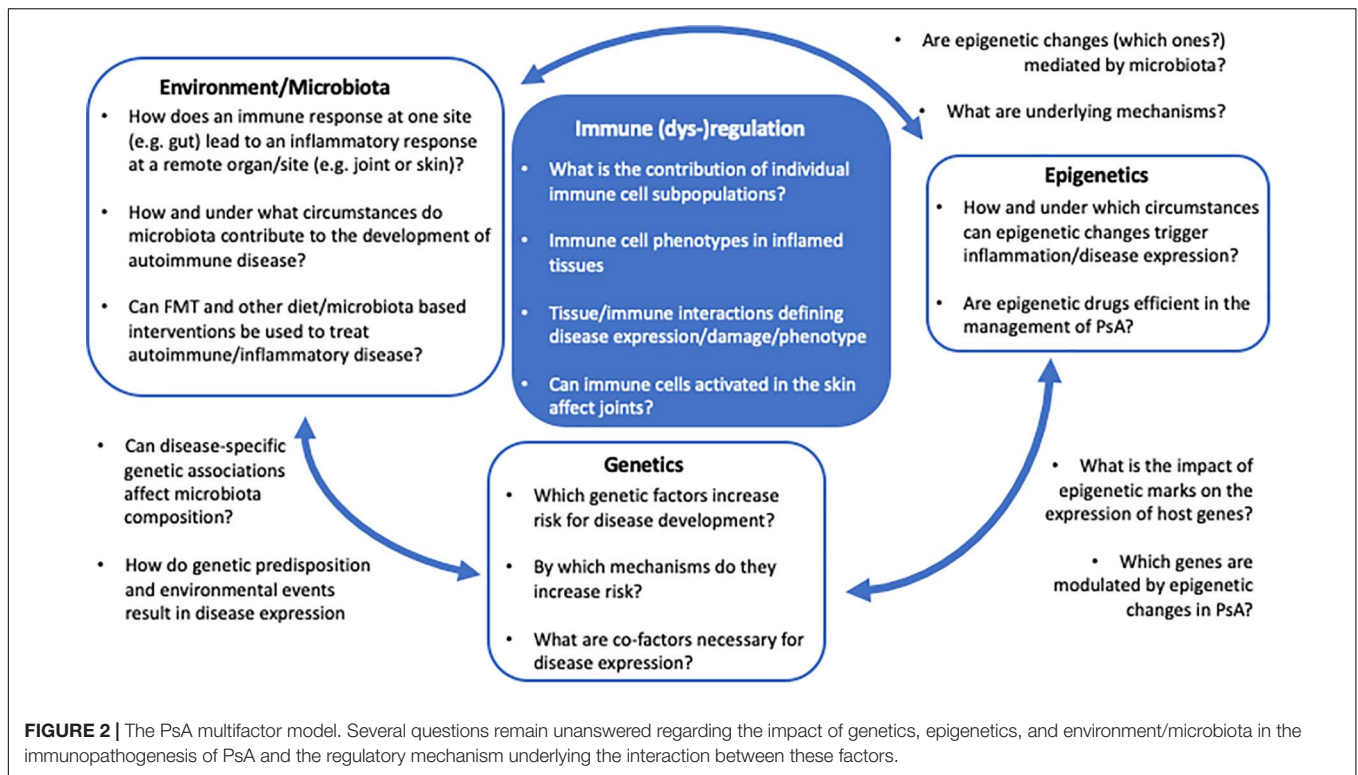 Environment/Microbiota
• How does an immune response at one site
(e.g. gut) lead to an inflammatory response
at a remote organ/site (e.g. joint or skin)?
• How and under what circumstances do
microbiota contribute to the development of
autoimmune disease?
• Can FMT and other diet/microbiota based
interventions be used to treat
autoimmune/inflammatory disease?
Immune (dys-)regulation
• What is the contribution of individual
immune cell subpopulations?
• Immune cell phenotypes in inflamed
tissues
• Tissue/immune interactions defining
disease expression/damage/phenotype
• Can immune cells activated in the skin
affect joints?
• Are epigenetic changes (which ones?)
mediated by microbiota?
• What are underlying mechanisms?
Epigenetics
• How and under which circumstances
can epigenetic changes trigger
inflammation/disease expression?
• Are epigenetic drugs efficient in the
management of PsA?
• Can disease-specific
genetic associations
affect microbiota
composition?
• How do genetic predisposition
and environmental events
result in disease expression
Genetics
• Which genetic factors increase
risk for disease development?
• By which mechanisms do they
increase risk?
• What are co-factors necessary for
disease expression?
• What is the impact of
epigenetic marks on the
expression of host genes?
• Which genes are
modulated by epigenetic
changes in PsA?
FIGURE 2 | The PsA multifactor model. Several questions remain unanswered regarding the impact of genetics, epigenetics, and environment/microbiota in the
immunopathogenesis of PsA and the regulatory mechanism underlying the interaction between these factors.